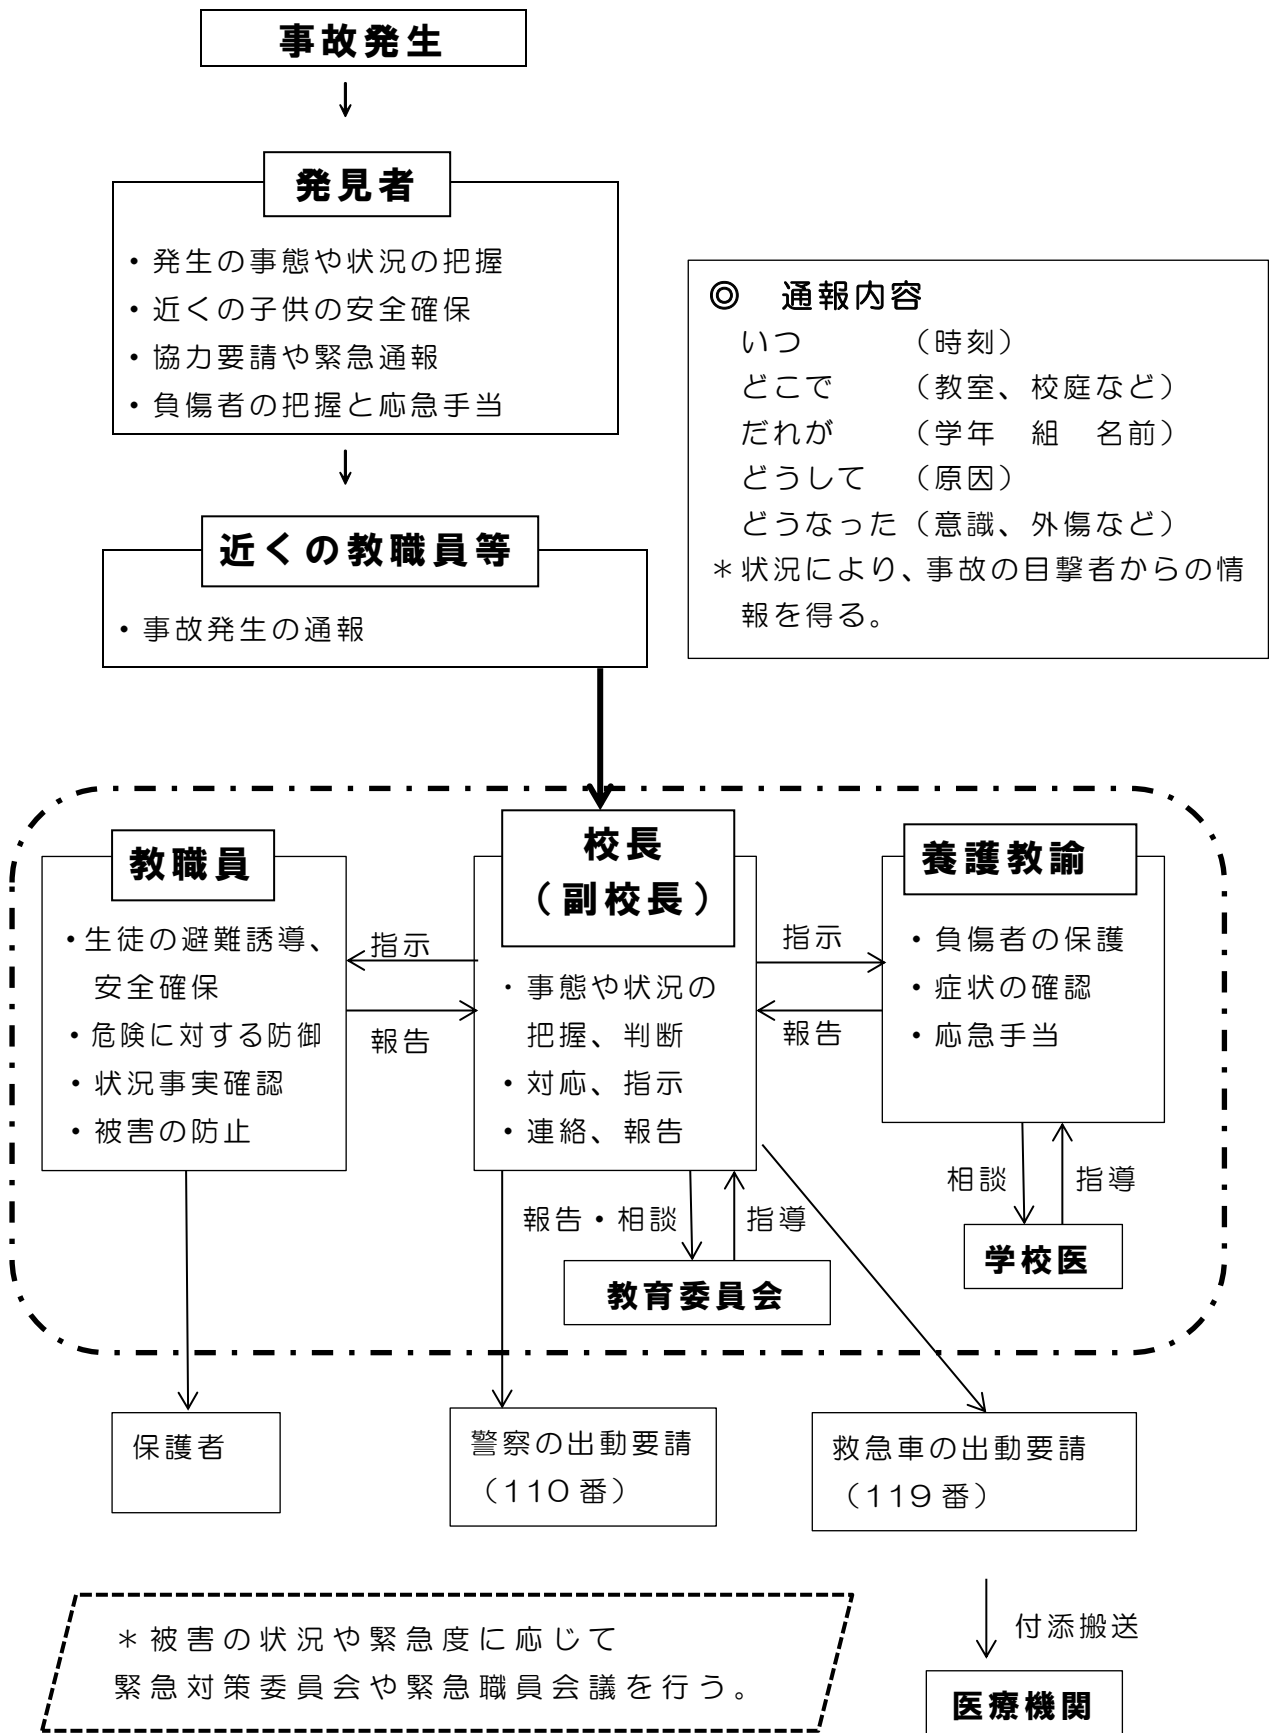 事故発生
発見者
・発生の事態や状況の把握
・近くの子供の安全確保
・協力要請や緊急通報
・負傷者の把握と応急手当
◎　通報内容
いつ　　　（時刻）
どこで　　（教室、校庭など）
だれが　　（学年　組　名前）
どうして　（原因）
どうなった（意識、外傷など）
＊状況により、事故の目撃者からの情
報を得る。
近くの教職員等
・事故発生の通報
教職員
・生徒の避難誘導、
安全確保
・危険に対する防御
・状況事実確認
・被害の防止
指示
報告
校長
（副校長）
・事態や状況の
把握、判断
・対応、指示
・連絡、報告
指示
報告
養護教諭
・負傷者の保護
・症状の確認
・応急手当
報告・相談
指導
教育委員会
相談
指導
学校医
保護者
警察の出動要請
（110番）
救急車の出動要請
（119番）
付添搬送
医療機関
＊被害の状況や緊急度に応じて
緊急対策委員会や緊急職員会議を行う。